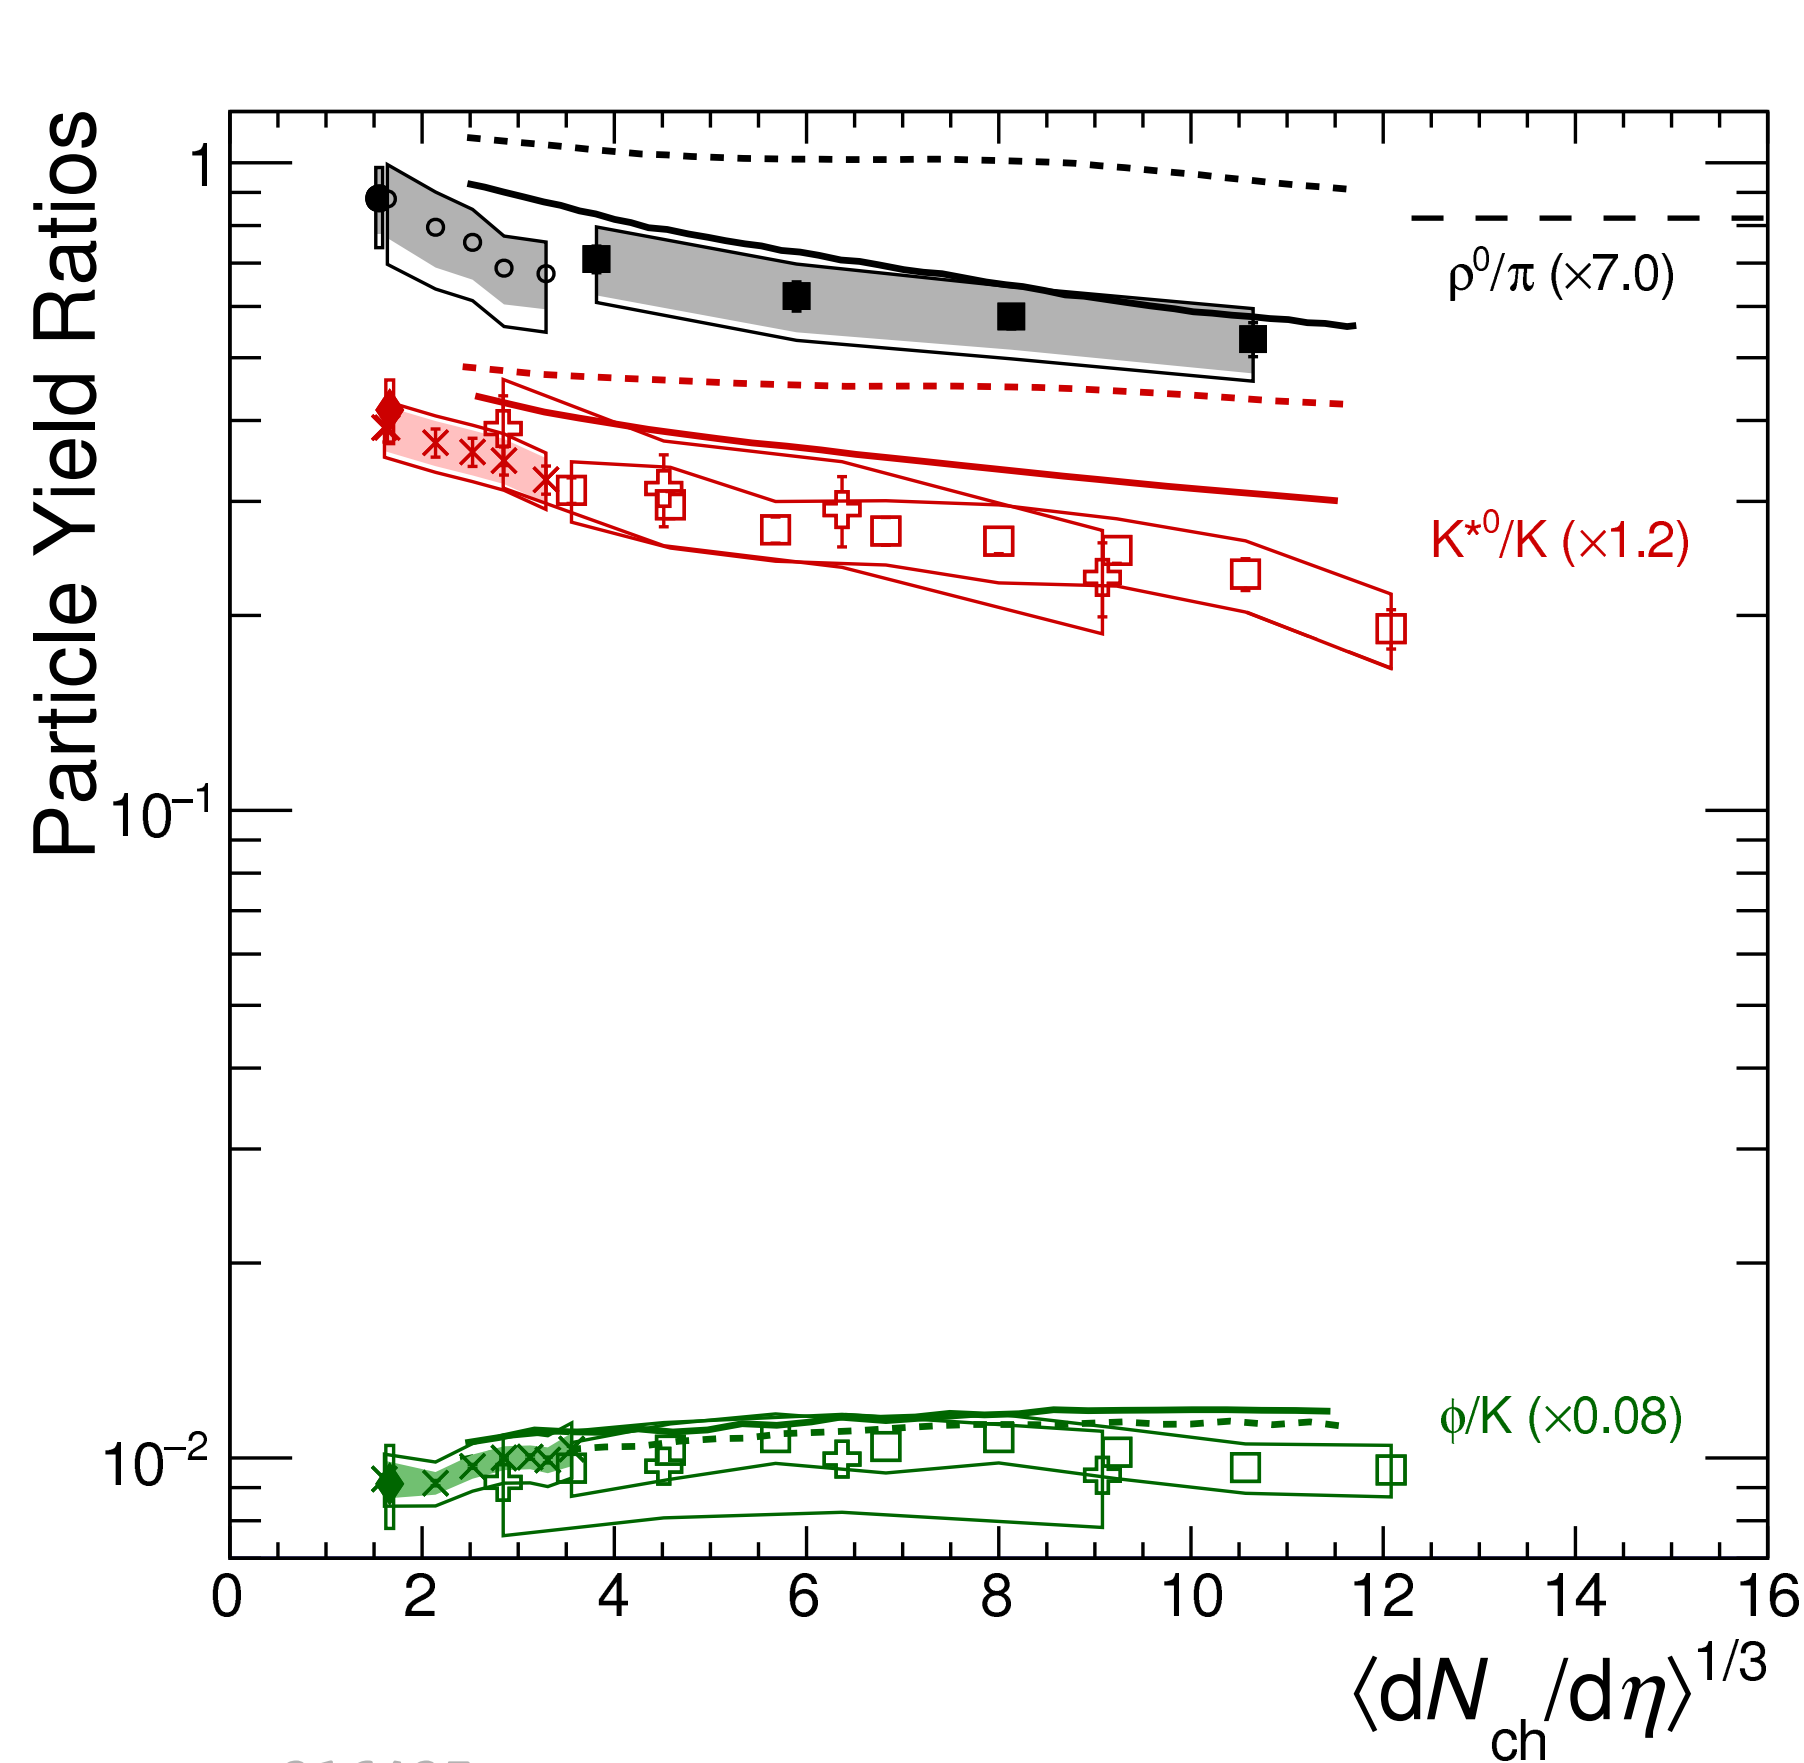 Particle Yield Ratios
1
10⁻¹
10⁻²
ρ⁰/π (×7.0)
K*⁰/K (×1.2)
ϕ/K (×0.08)
0 2 4 6 8 10 12 14 16
⟨dN_ch/dη⟩^1/3